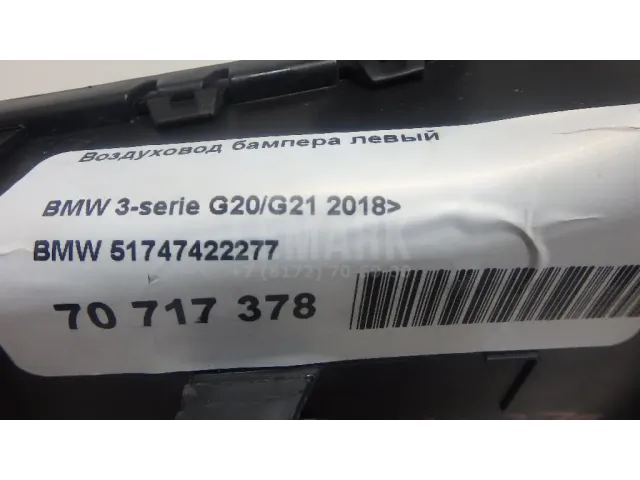 Воздуховод бампера левый
BMW 3-serie G20/G21 2018>
BMW 51747422277
70 717 378